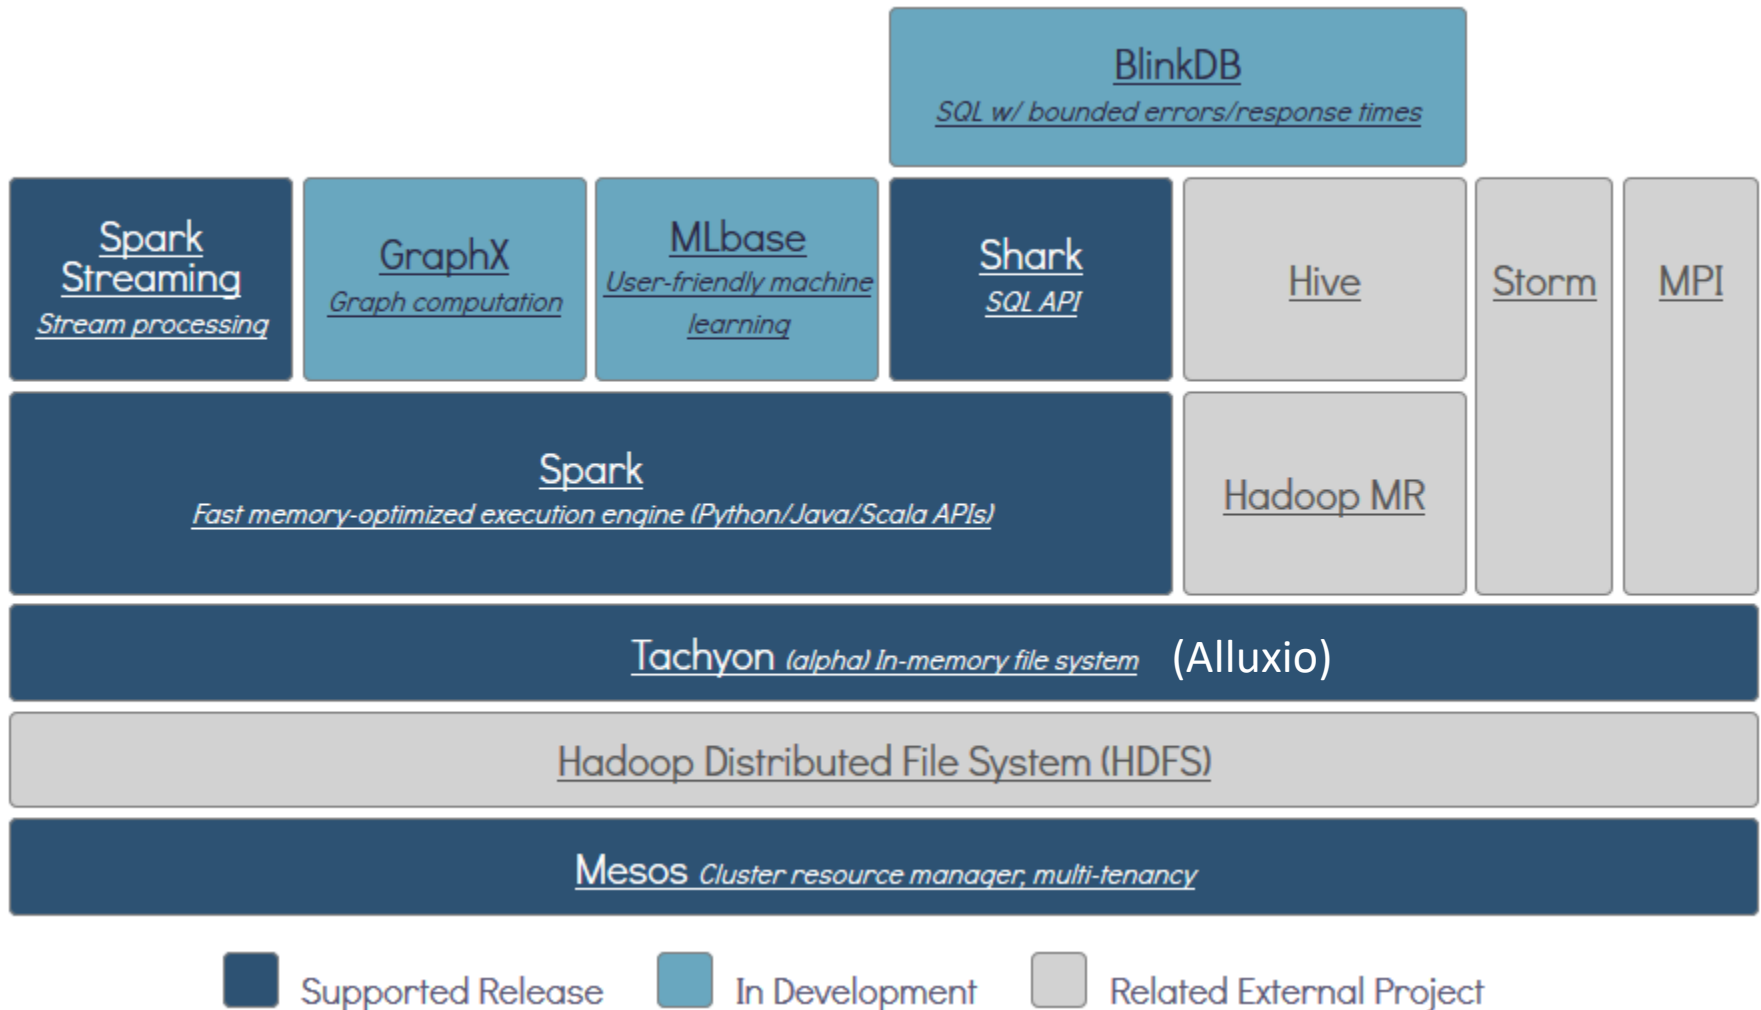 BlinkDB
SQL w/ bounded errors/response times
Spark
Streaming
Stream processing
GraphX
Graph computation
MLbase
User-friendly machine
learning
Shark
SQL API
Hive
Storm
MPI
Spark
Fast memory-optimized execution engine (Python/Java/Scala APIs)
Hadoop MR
Tachyon (alpha) In-memory file system (Alluxio)
Hadoop Distributed File System (HDFS)
Mesos Cluster resource manager, multi-tenancy
Supported Release
In Development
Related External Project